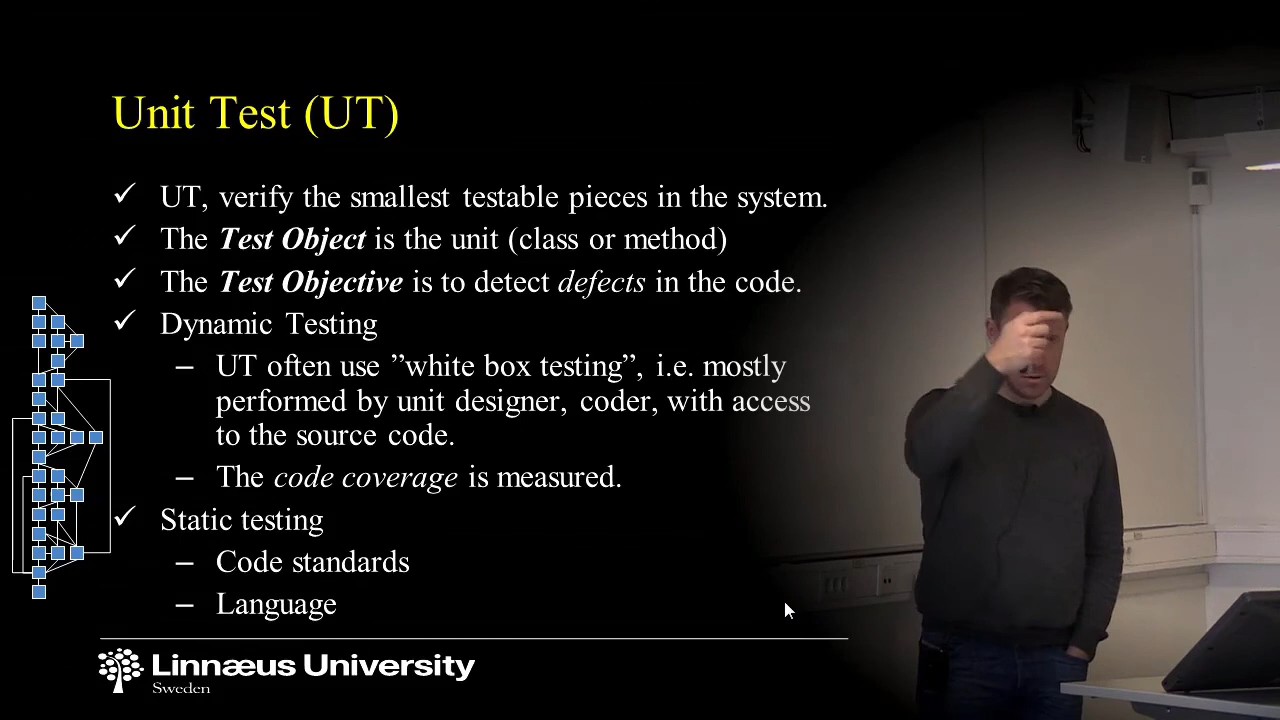 Unit Test (UT)
✓ UT, verify the smallest testable pieces in the system.
✓ The Test Object is the unit (class or method)
✓ The Test Objective is to detect defects in the code.
✓ Dynamic Testing
– UT often use ”white box testing”, i.e. mostly
performed by unit designer, coder, with access
to the source code.
– The code coverage is measured.
✓ Static testing
– Code standards
– Language
Linnæus University
Sweden